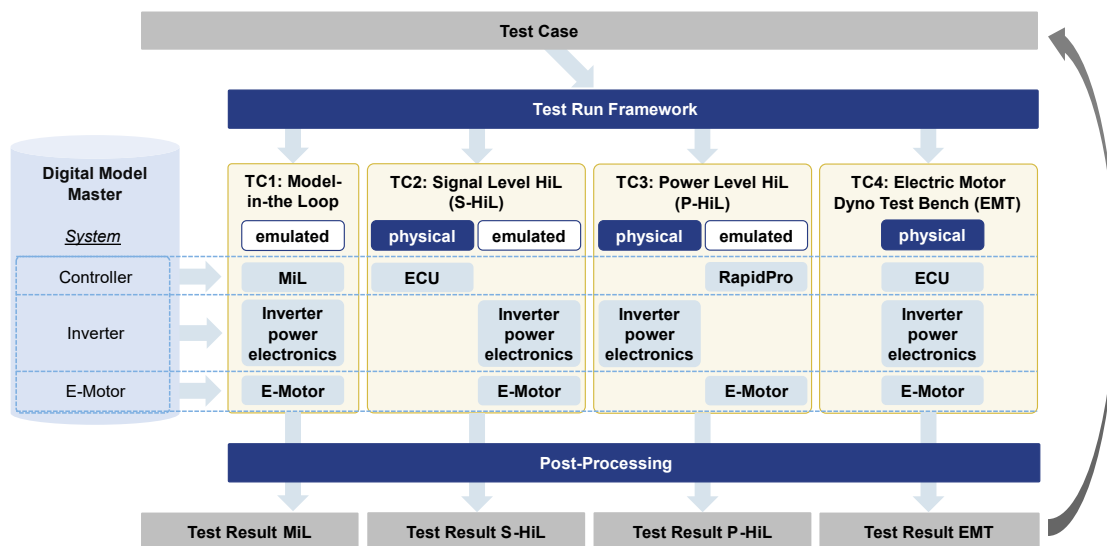 Test Case
Test Run Framework
Digital Model
Master
System
Controller
Inverter
E-Motor
TC1: Model-
in-the Loop
emulated
MiL
Inverter
power
electronics
E-Motor
TC2: Signal Level HiL
(S-HiL)
physical
emulated
ECU
Inverter
power
electronics
E-Motor
TC3: Power Level HiL
(P-HiL)
physical
emulated
RapidPro
Inverter
power
electronics
E-Motor
TC4: Electric Motor
Dyno Test Bench (EMT)
physical
ECU
Inverter
power
electronics
E-Motor
Post-Processing
Test Result MiL
Test Result S-HiL
Test Result P-HiL
Test Result EMT